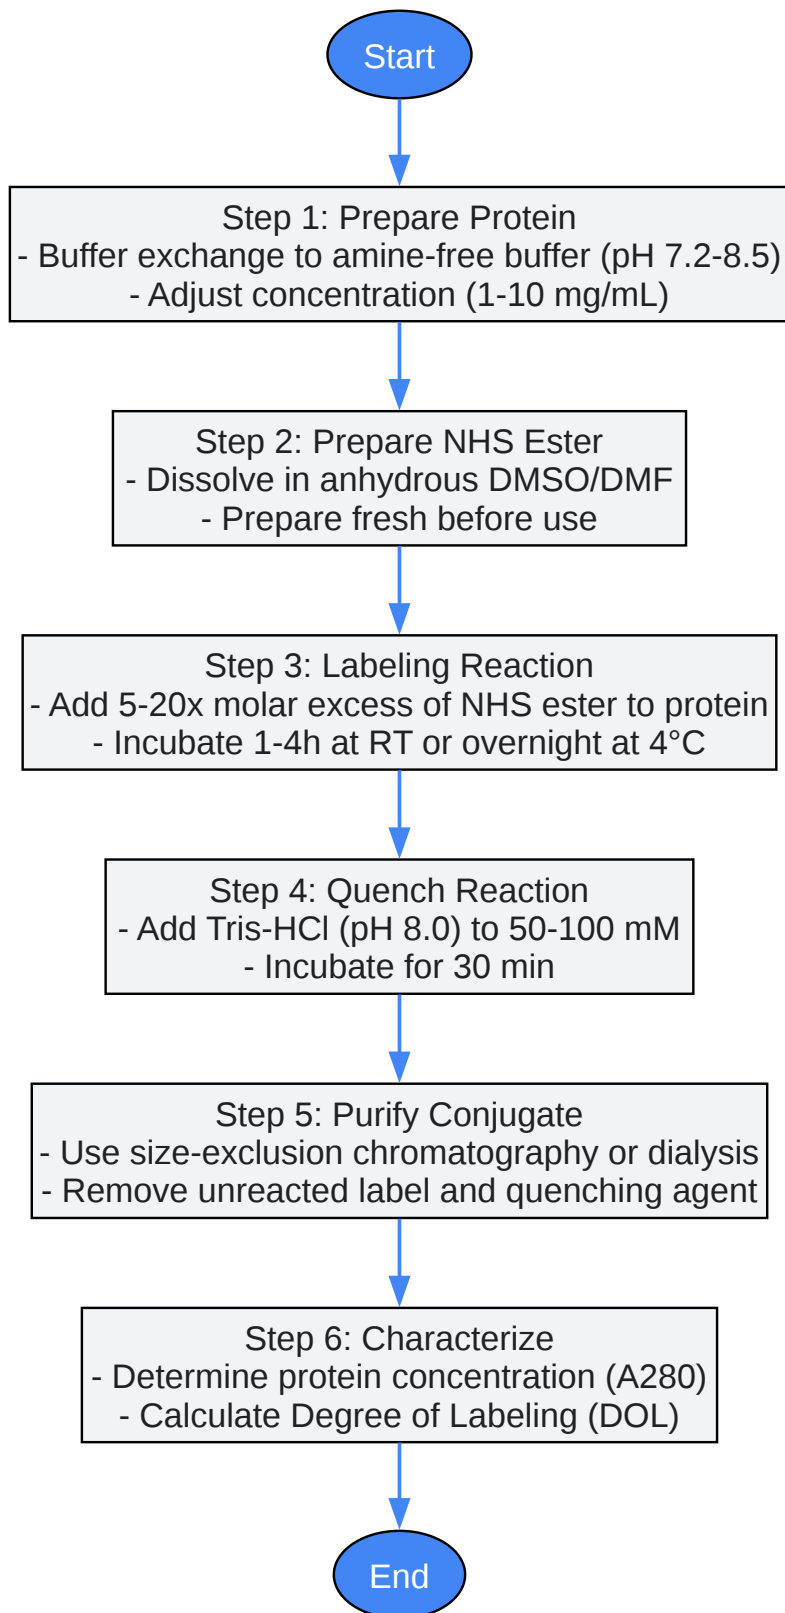 Start
Step 1: Prepare Protein
- Buffer exchange to amine-free buffer (pH 7.2-8.5)
- Adjust concentration (1-10 mg/mL)
Step 2: Prepare NHS Ester
- Dissolve in anhydrous DMSO/DMF
- Prepare fresh before use
Step 3: Labeling Reaction
- Add 5-20x molar excess of NHS ester to protein
- Incubate 1-4h at RT or overnight at 4°C
Step 4: Quench Reaction
- Add Tris-HCl (pH 8.0) to 50-100 mM
- Incubate for 30 min
Step 5: Purify Conjugate
- Use size-exclusion chromatography or dialysis
- Remove unreacted label and quenching agent
Step 6: Characterize
- Determine protein concentration (A280)
- Calculate Degree of Labeling (DOL)
End